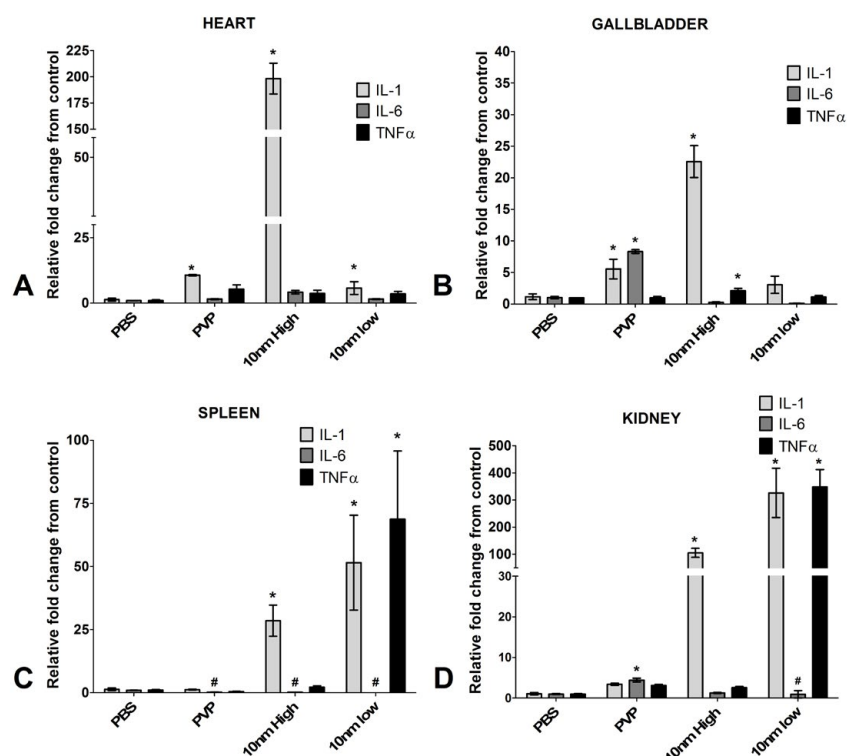 HEART
Relative fold change from control
225
200
175
150
50
25
0
IL-1
IL-6
TNFα
*
*
*
PBS
PVP
10nm High
10nm low
A
GALLBLADDER
Relative fold change from control
40
35
30
25
20
15
10
5
0
IL-1
IL-6
TNFα
*
*
*
*
PBS
PVP
10nm High
10nm low
B
SPLEEN
Relative fold change from control
100
75
50
25
0
IL-1
IL-6
TNFα
#
*
#
*
#
*
PBS
PVP
10nm High
10nm low
C
KIDNEY
Relative fold change from control
500
400
300
200
100
30
20
10
0
IL-1
IL-6
TNFα
*
*
*
#
*
PBS
PVP
10nm High
10nm low
D